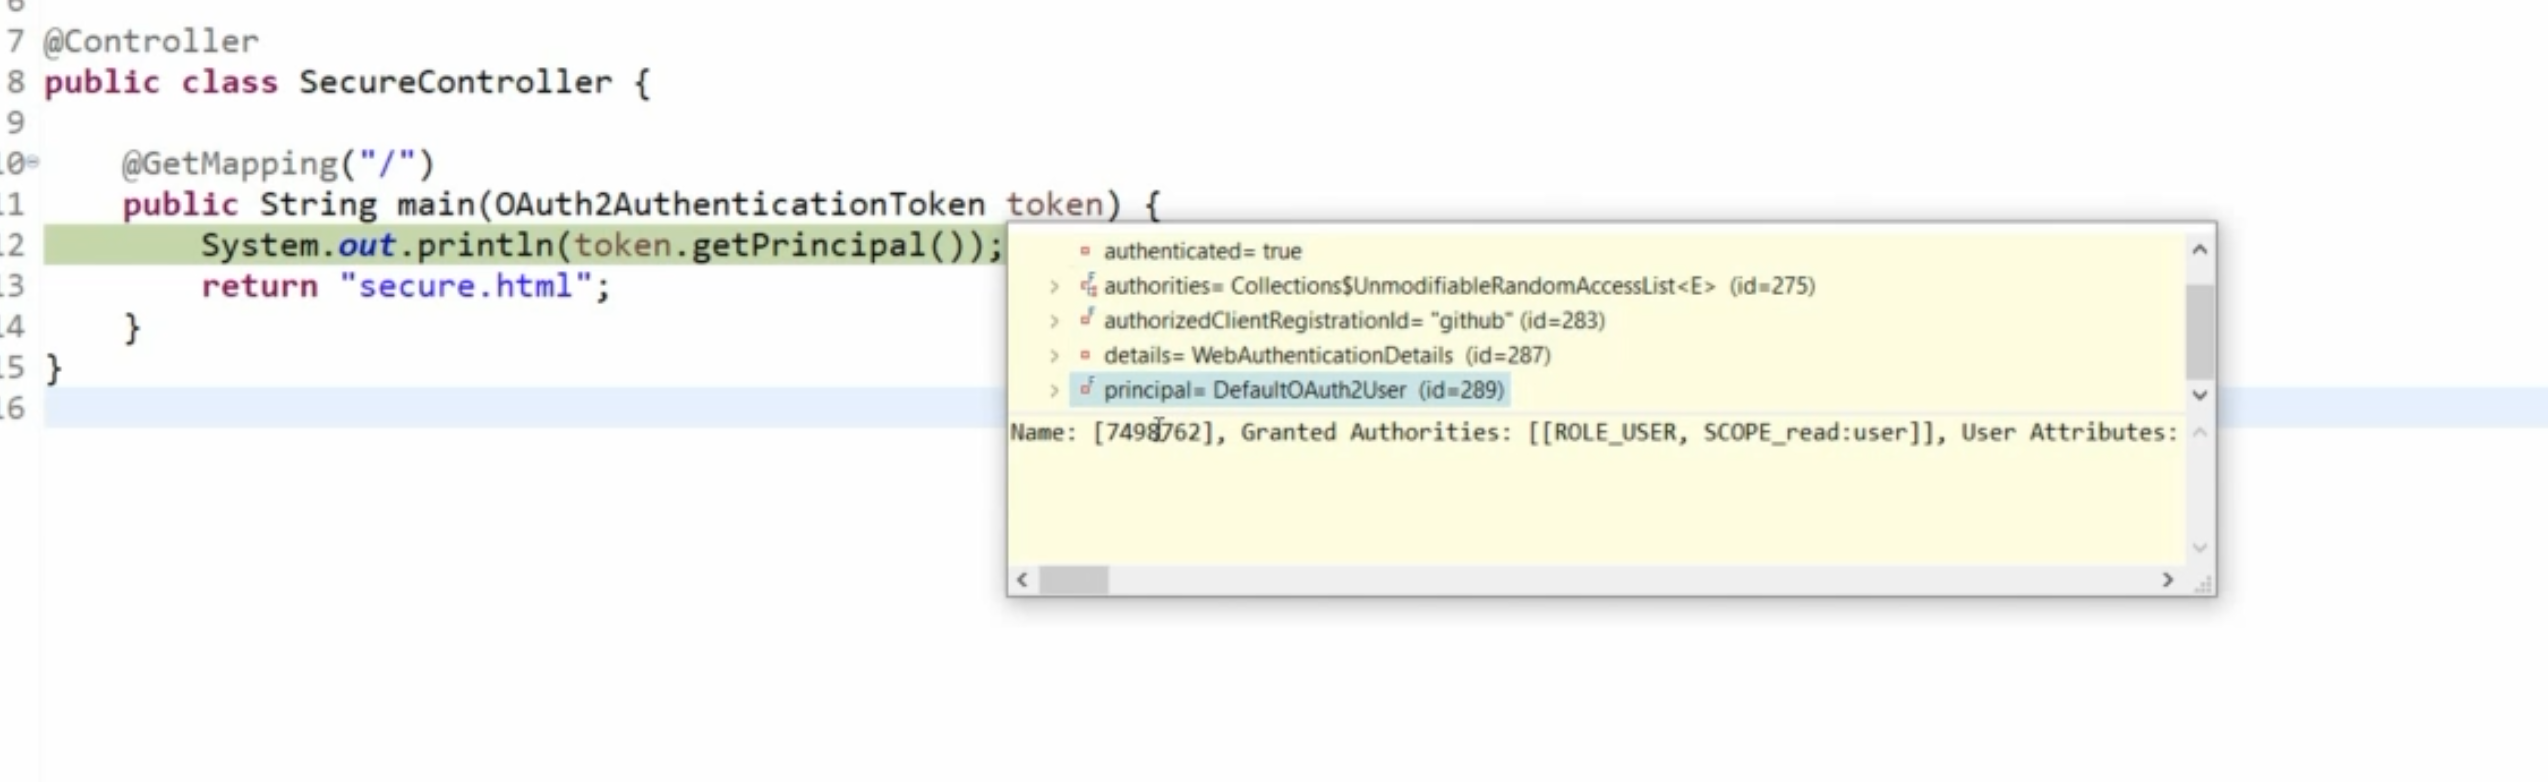 6
7 @Controller
8 public class SecureController {
9
10 @GetMapping("/")
11 public String main(OAuth2AuthenticationToken token) {
12 System.out.println(token.getPrincipal());
13 return "secure.html";
14 }
15 }
16
authenticated= true
authorities= Collections$UnmodifiableRandomAccessList<E> (id=275)
authorizedClientRegistrationId= "github" (id=283)
details= WebAuthenticationDetails (id=287)
principal= DefaultOAuth2User (id=289)
Name: [7498762], Granted Authorities: [[ROLE_USER, SCOPE_read:user]], User Attributes: